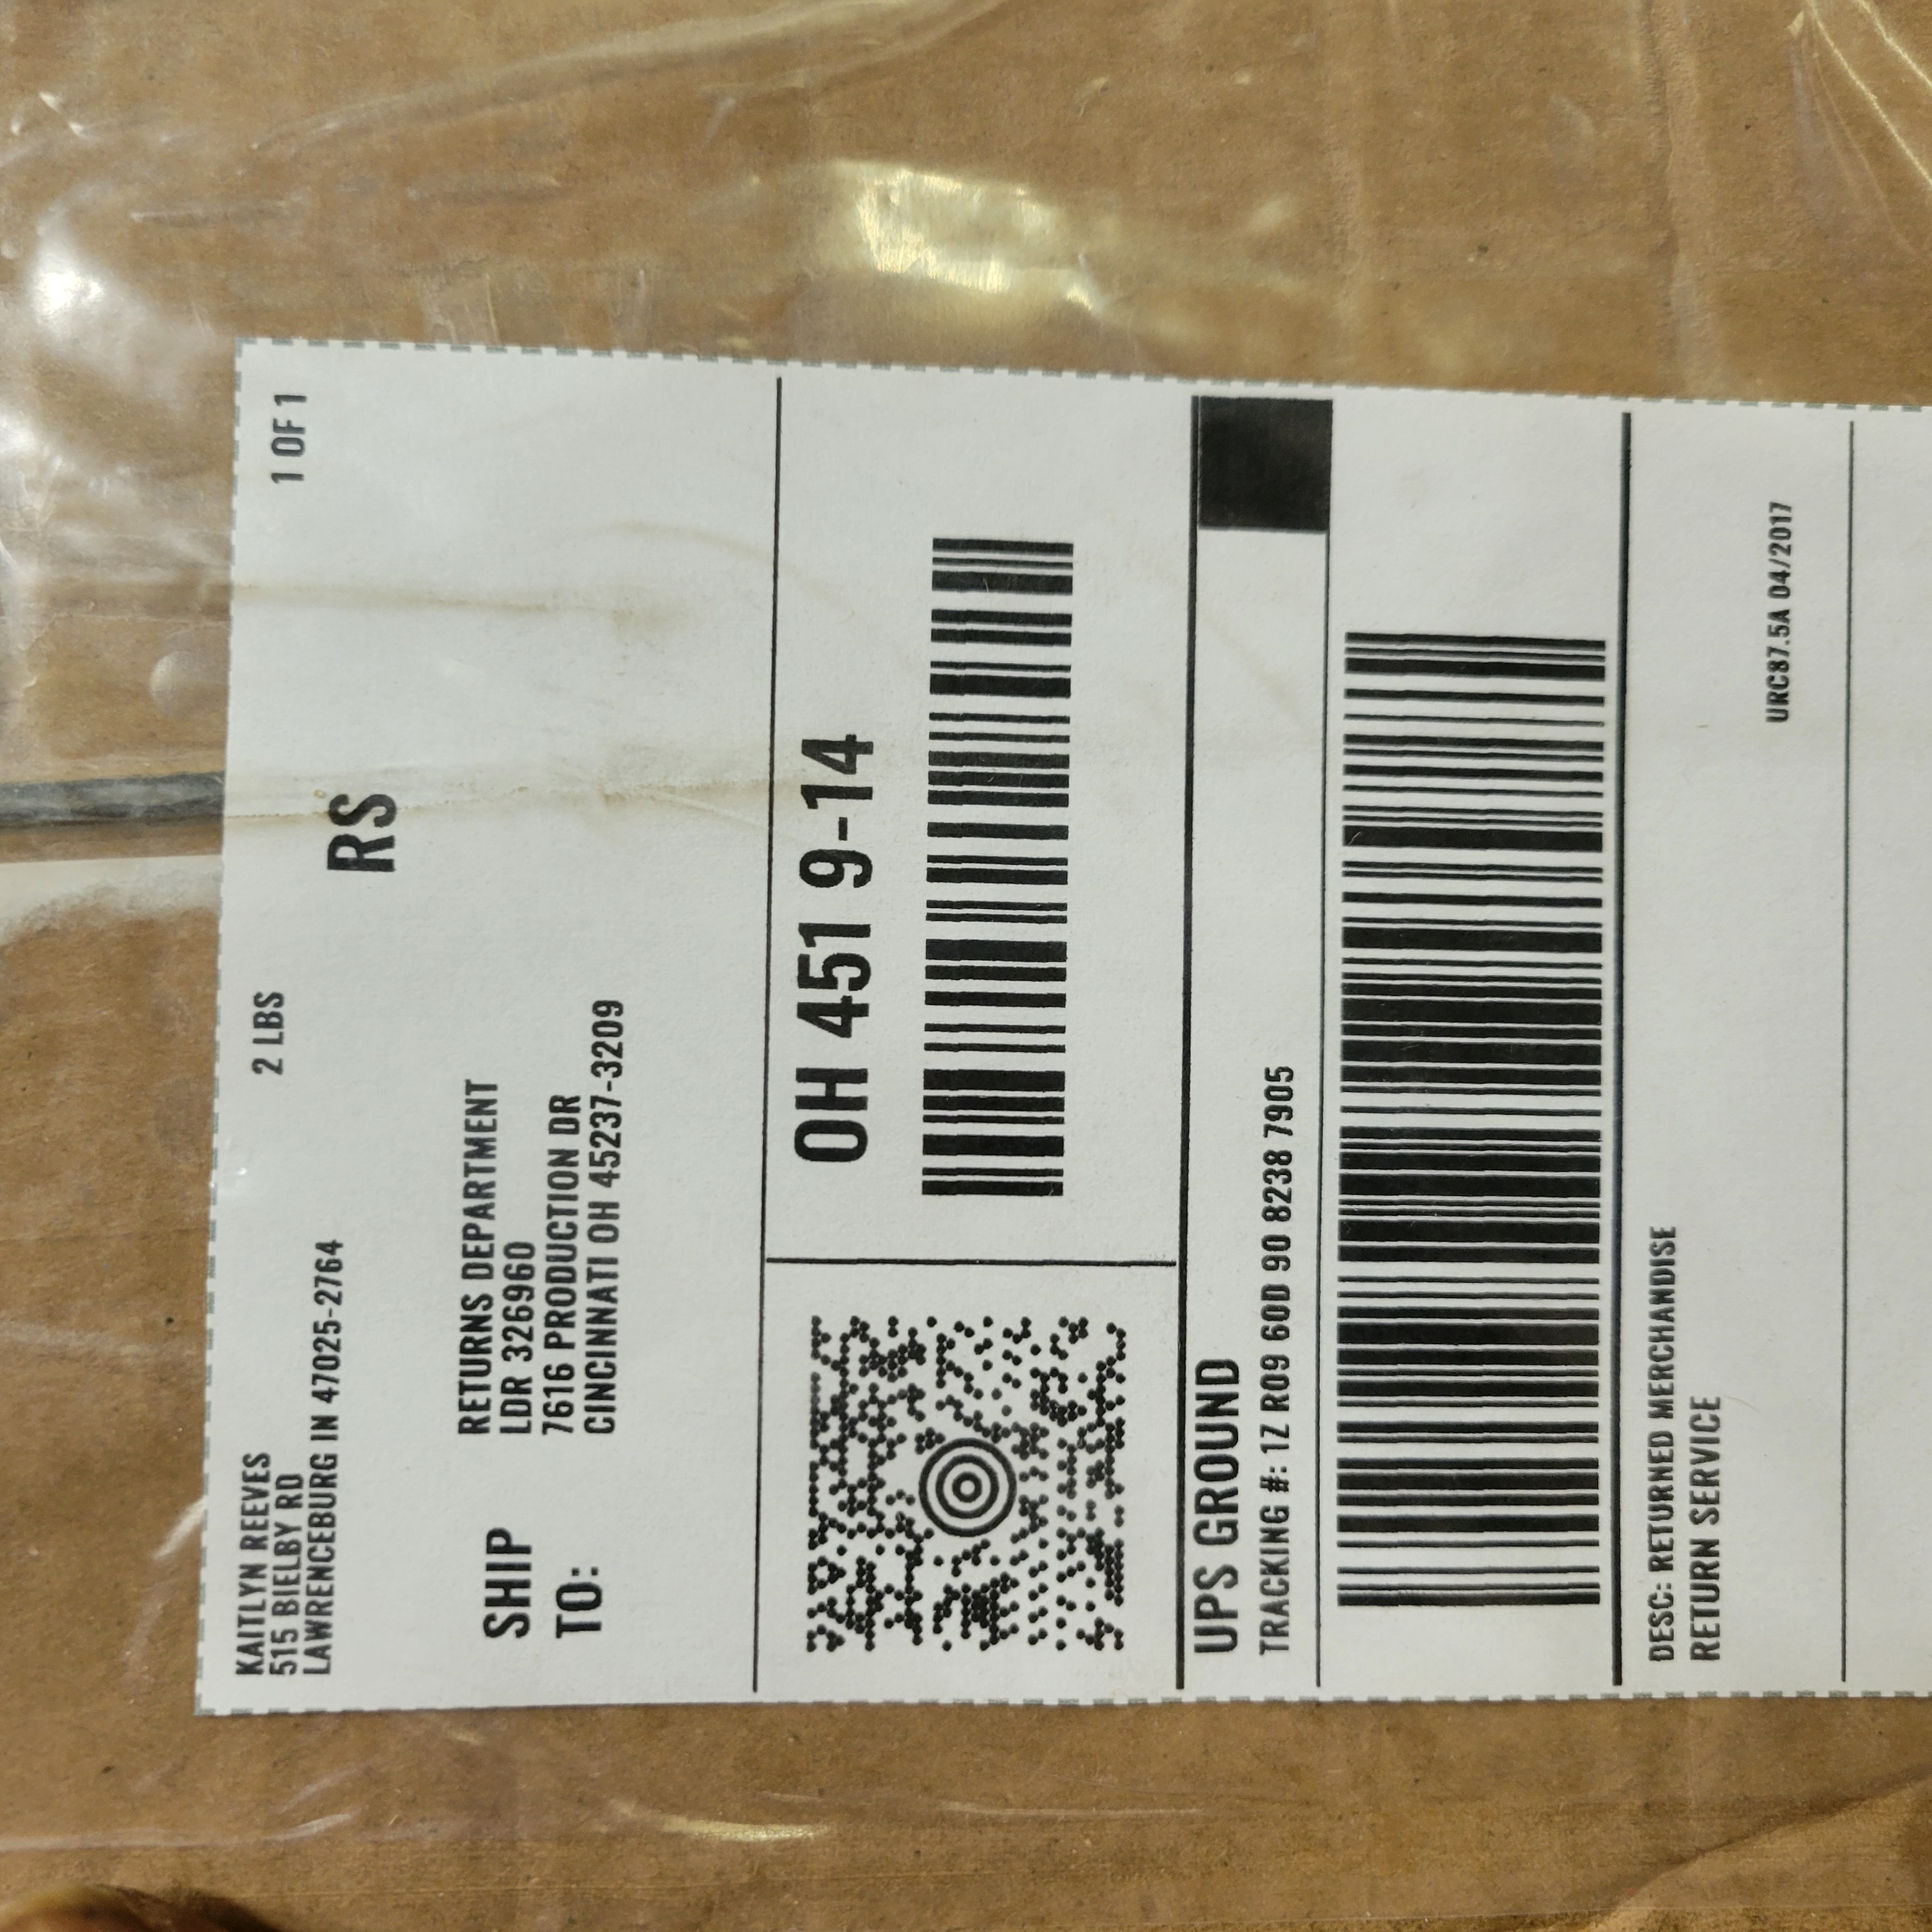 KAITLYN REEVES
515 BIELBY RD
LAWRENCEBURG IN 47025-2764
2 LBS
1 OF 1
RS
SHIP
TO:
RETURNS DEPARTMENT
LDR 326960
7616 PRODUCTION DR
CINCINNATI OH 45237-3209
OH 451 9-14
UPS GROUND
TRACKING #: 1Z R09 60D 90 8238 7905
DESC: RETURNED MERCHANDISE
RETURN SERVICE
URC87.5A 04/2017